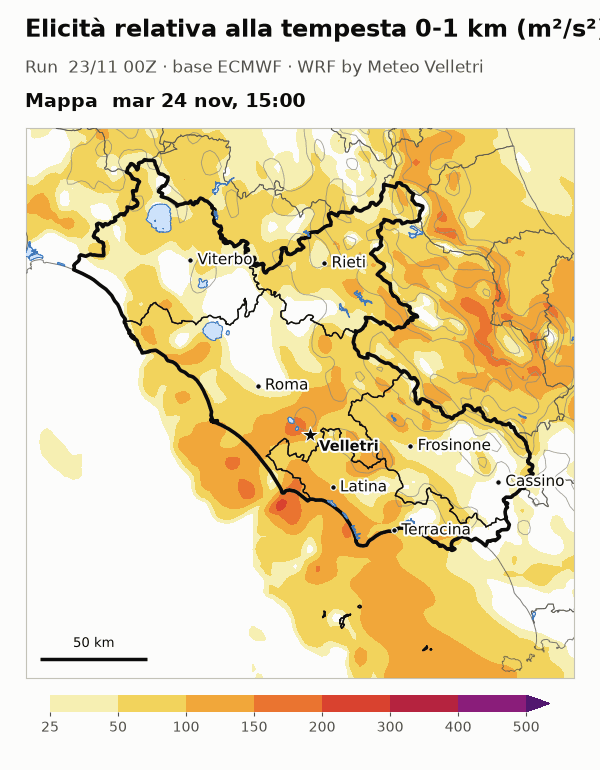 Elicità relativa alla tempesta 0-1 km (m²/s²)
Run 23/11 00Z · base ECMWF · WRF by Meteo Velletri
Mappa mar 24 nov, 15:00
Viterbo
Rieti
Roma
Velletri
Frosinone
Cassino
Latina
Terracina
50 km
25 50 100 150 200 300 400 500